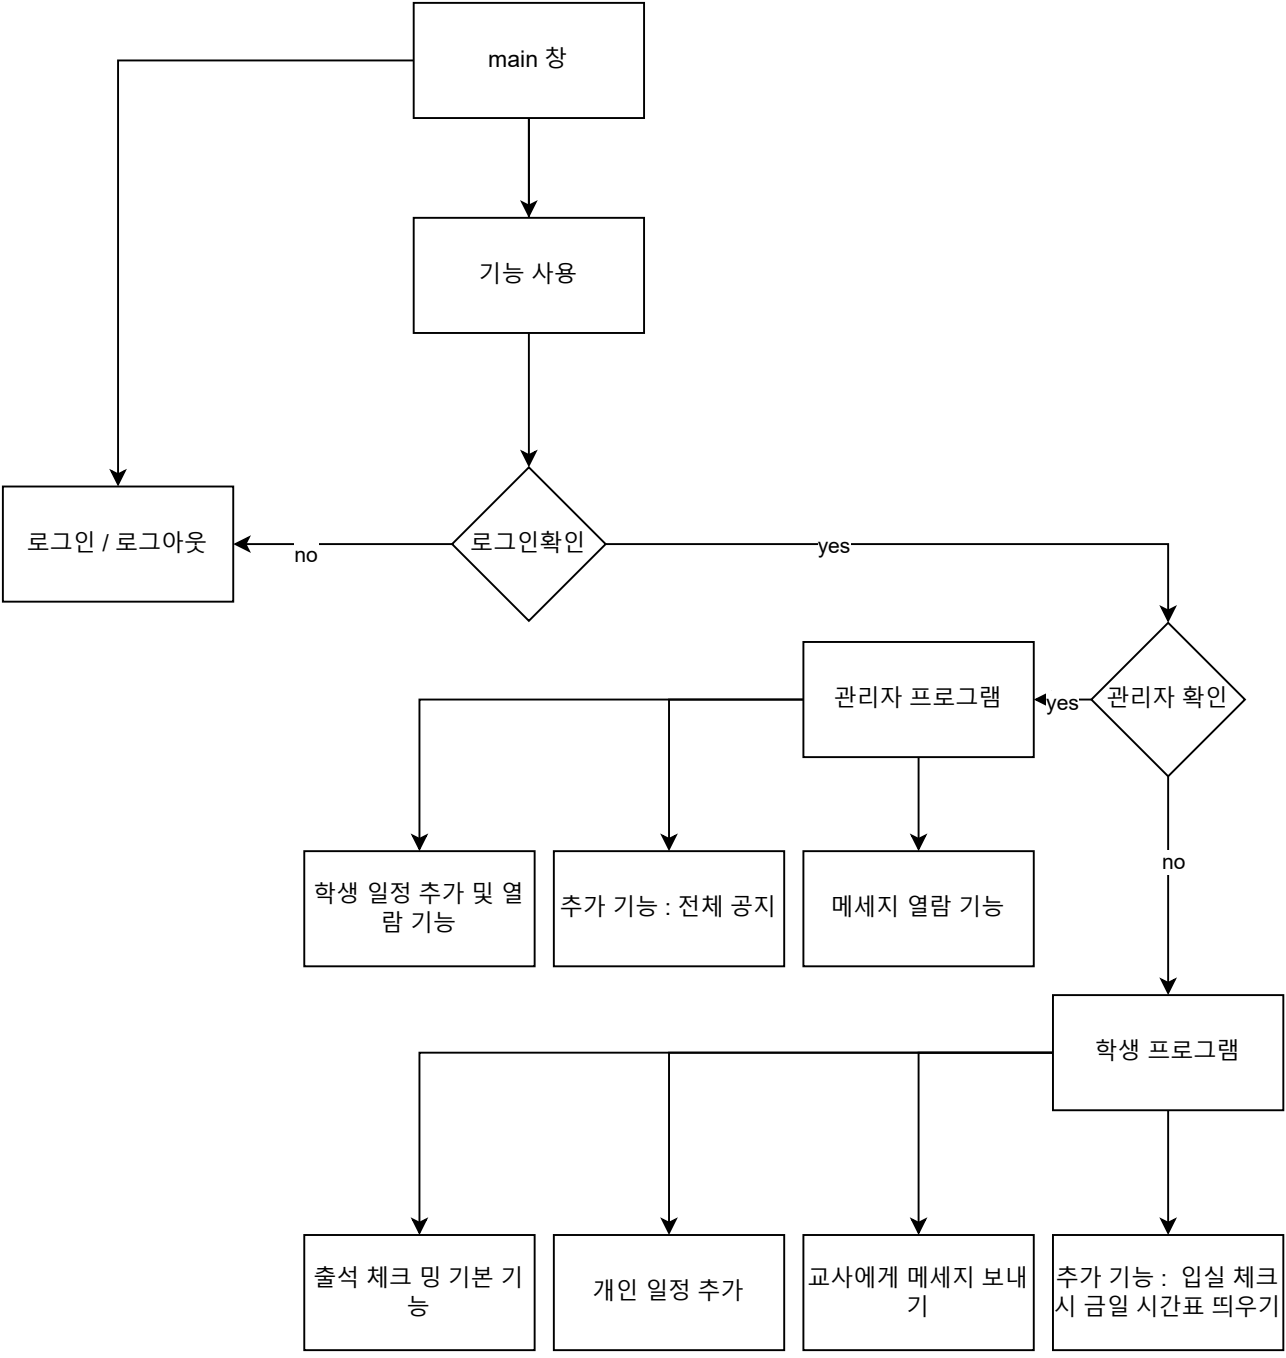 main 창
기능 사용
로그인 / 로그아웃
no
로그인확인
yes
관리자 프로그램
yes
관리자 확인
학생 일정 추가 및 열
람 기능
추가 기능 : 전체 공지
메세지 열람 기능
no
학생 프로그램
출석 체크 밍 기본 기
능
개인 일정 추가
교사에게 메세지 보내
기
추가 기능 :  입실 체크
시 금일 시간표 띄우기